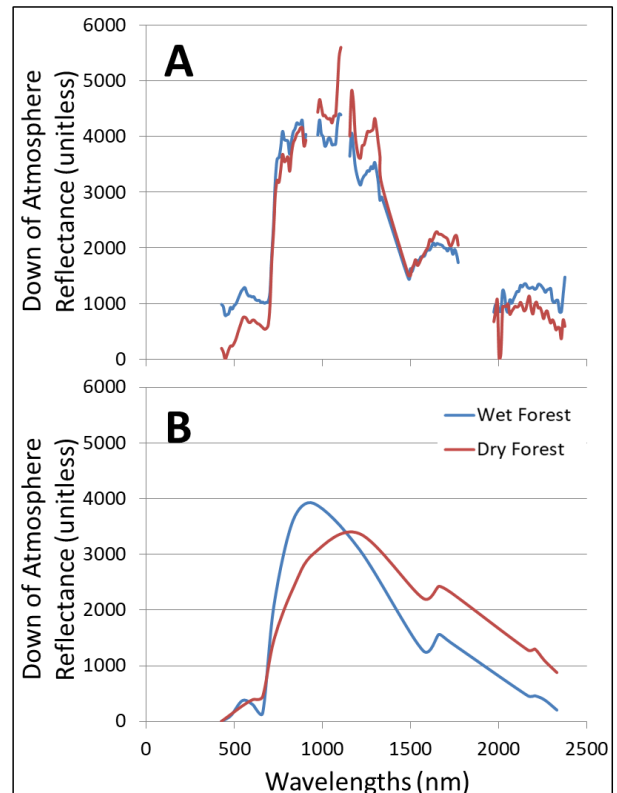 A
6000
5000
4000
3000
2000
1000
0
Down of Atmosphere
Reflectance (unitless)
B
6000
5000
4000
3000
2000
1000
0
Down of Atmosphere
Reflectance (unitless)
Wet Forest
Dry Forest
0 500 1000 1500 2000 2500
Wavelengths (nm)